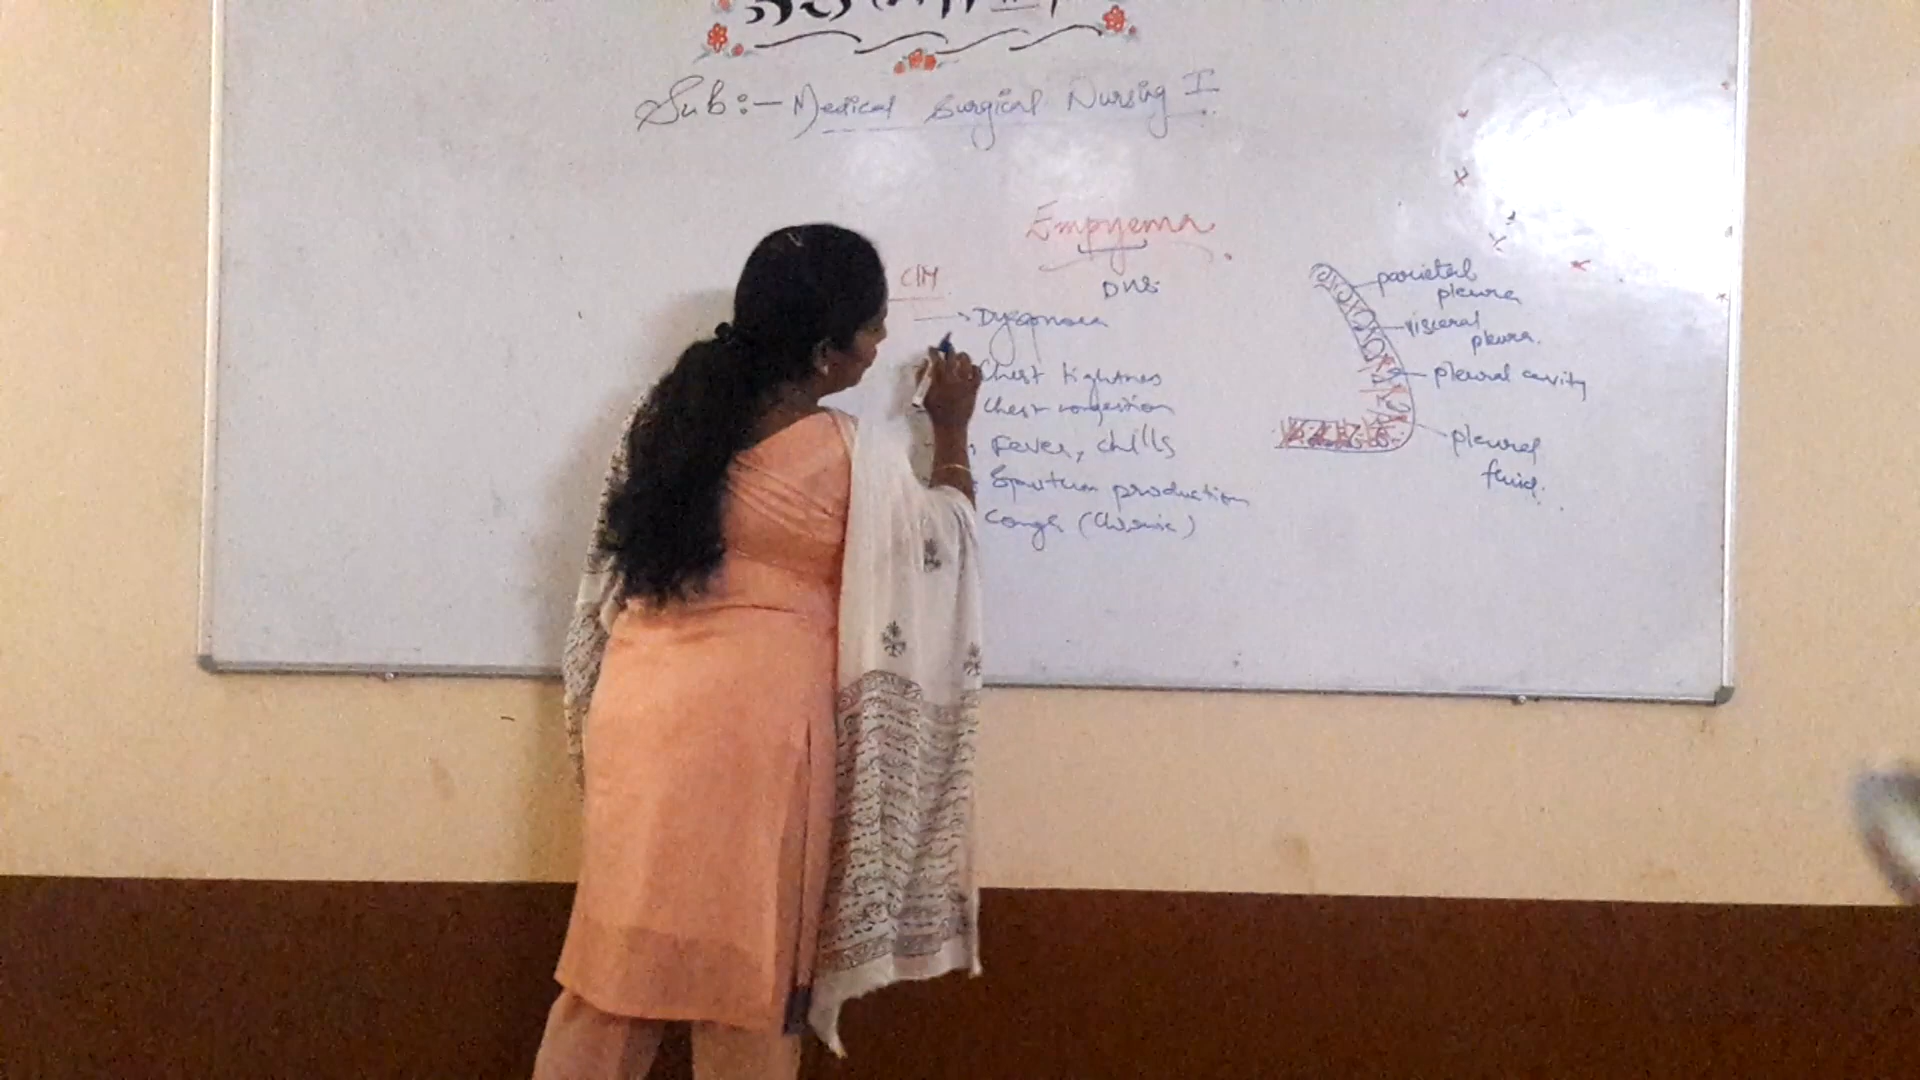 Sub:- Medical Surgical Nursing I
Empyema
C/M
DNS
Dyspnoea
Chest tightness
Chest congestion
Fever, chills
Sputum production
Cough (Chronic)
parietal
pleura
visceral
pleura.
pleural cavity
pleural
fluid.